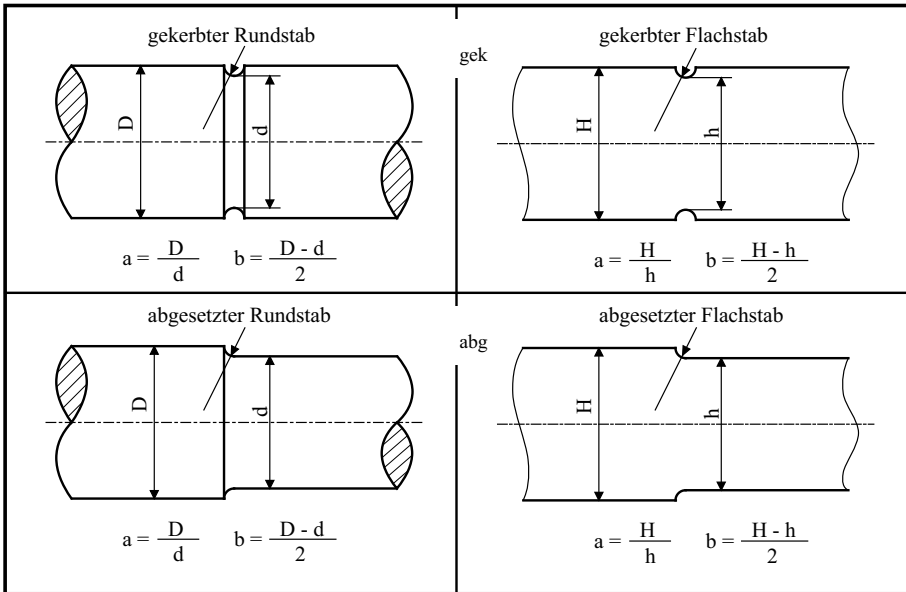 gekerbter Rundstab
gek
gekerbter Flachstab
D
d
H
h
a = D/d b = D - d/2
a = H/h b = H - h/2
abgesetzter Rundstab
abg
abgesetzter Flachstab
D
d
H
h
a = D/d b = D - d/2
a = H/h b = H - h/2